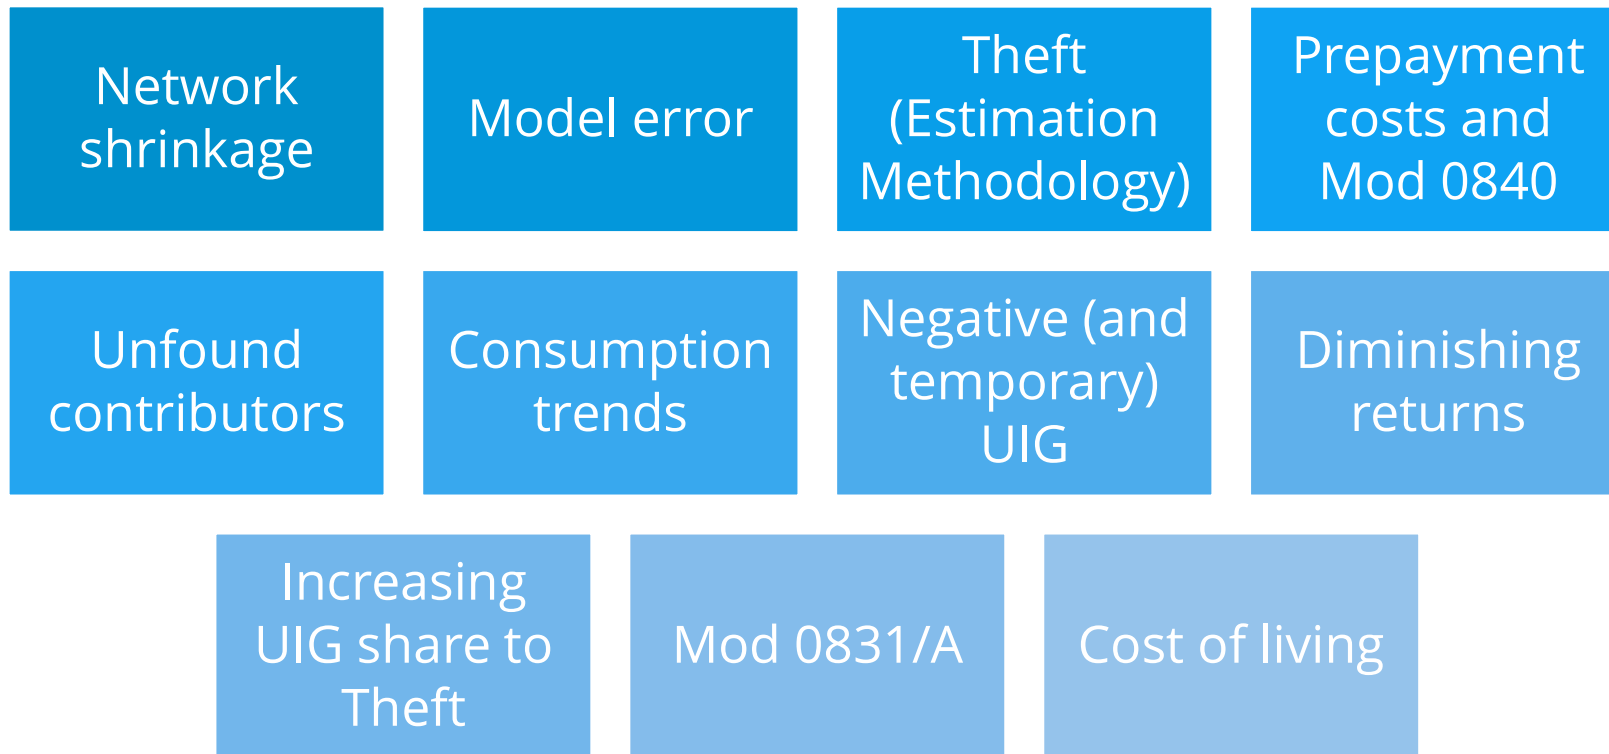 Network
shrinkage
Model error
Theft
(Estimation
Methodology)
Prepayment
costs and
Mod 0840
Unfound
contributors
Consumption
trends
Negative (and
temporary)
UIG
Diminishing
returns
Increasing
UIG share to
Theft
Mod 0831/A
Cost of living